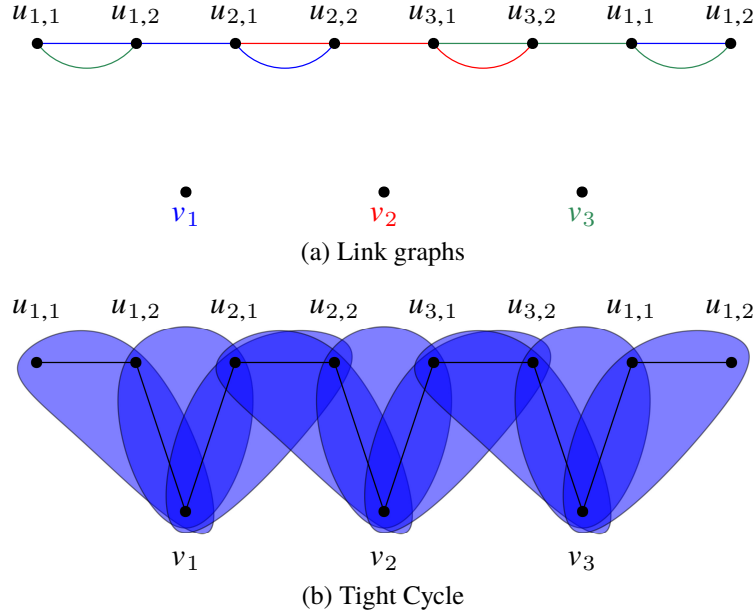 u₁,₁ u₁,₂ u₂,₁ u₂,₂ u₃,₁ u₃,₂ u₁,₁ u₁,₂
v₁ v₂ v₃
(a) Link graphs
u₁,₁ u₁,₂ u₂,₁ u₂,₂ u₃,₁ u₃,₂ u₁,₁ u₁,₂
v₁ v₂ v₃
(b) Tight Cycle